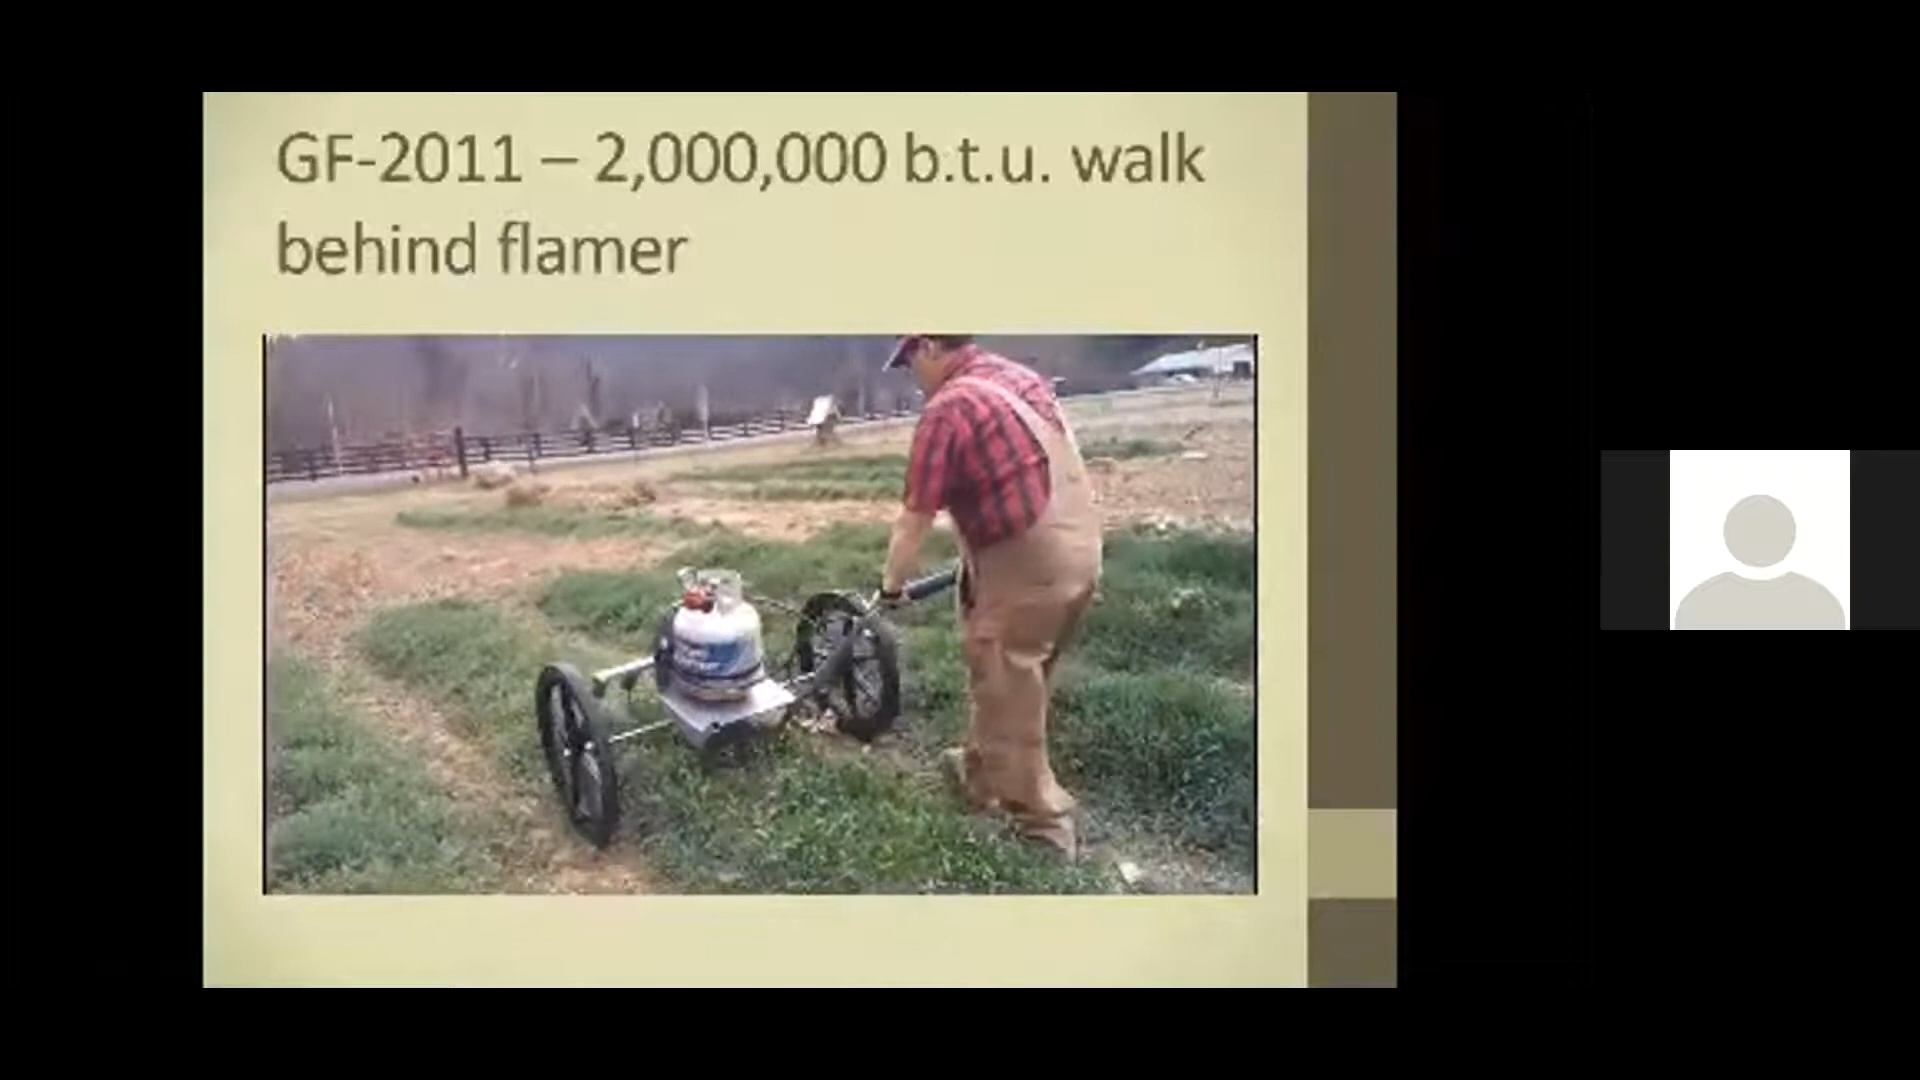 GF-2011 – 2,000,000 b.t.u. walk
behind flamer